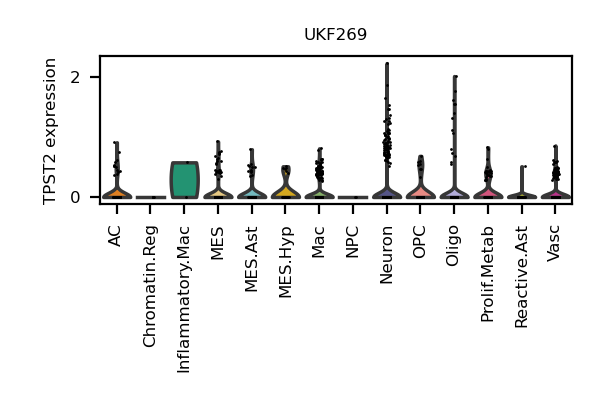 UKF269
TPST2 expression
2
0
AC
Chromatin.Reg
Inflammatory.Mac
MES
MES.Ast
MES.Hyp
Mac
NPC
Neuron
OPC
Oligo
Prolif.Metab
Reactive.Ast
Vasc